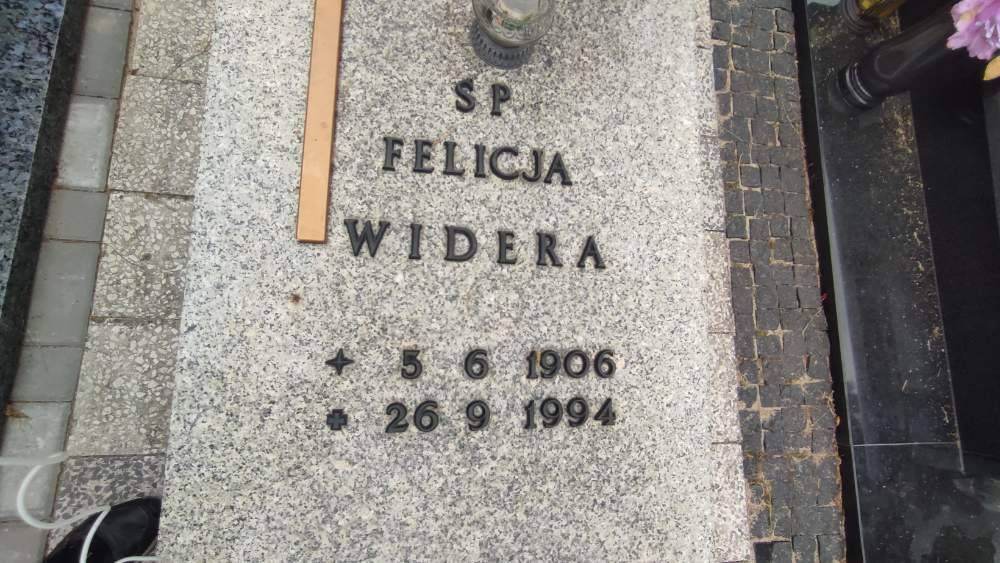 SP
FELICJA
WIDERA
5 6 1906
26 9 1994